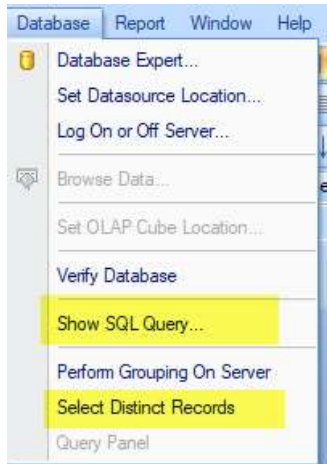 Database Report Window Help
Database Expert...
Set Datasource Location...
Log On or Off Server...
Browse Data...
Set OLAP Cube Location...
Verify Database
Show SQL Query...
Perform Grouping On Server
Select Distinct Records
Query Panel